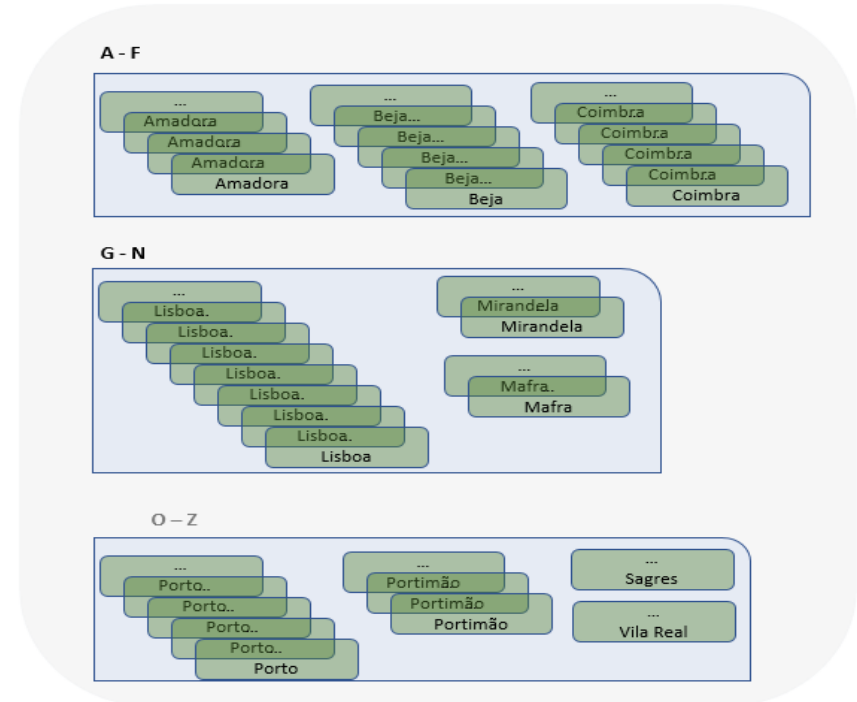 A - F
...
Amadora
Amadora
Amadora
Amadora
...
Beja...
Beja...
Beja...
Beja...
Beja
...
Coimbra
Coimbra
Coimbra
Coimbra
Coimbra
G - N
...
Lisboa.
Lisboa.
Lisboa.
Lisboa.
Lisboa.
Lisboa.
Lisboa.
Lisboa
...
Mirandela
Mirandela
...
Mafra.
Mafra
O – Z
...
Porto..
Porto..
Porto..
Porto..
Porto
...
Portimão
Portimão
Portimão
...
Sagres
...
Vila Real